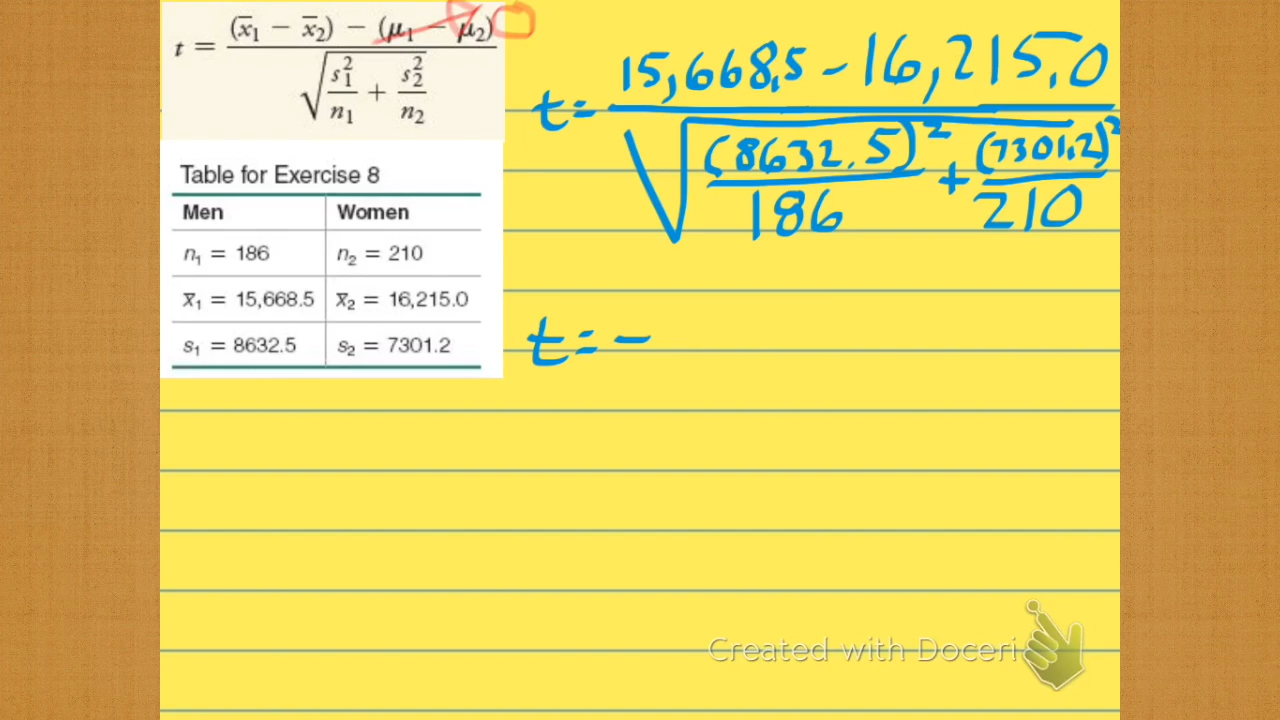 t = (x̄₁ − x̄₂) − (μ₁ − μ₂) 0 / √(s₁²/n₁ + s₂²/n₂)
t = 15,668.5 − 16,215.0 / √((8632.5)²/186 + (7301.2)²/210)
Table for Exercise 8
Men Women
n₁ = 186 n₂ = 210
x̄₁ = 15,668.5 x̄₂ = 16,215.0
s₁ = 8632.5 s₂ = 7301.2
t = −
Created with Doceri